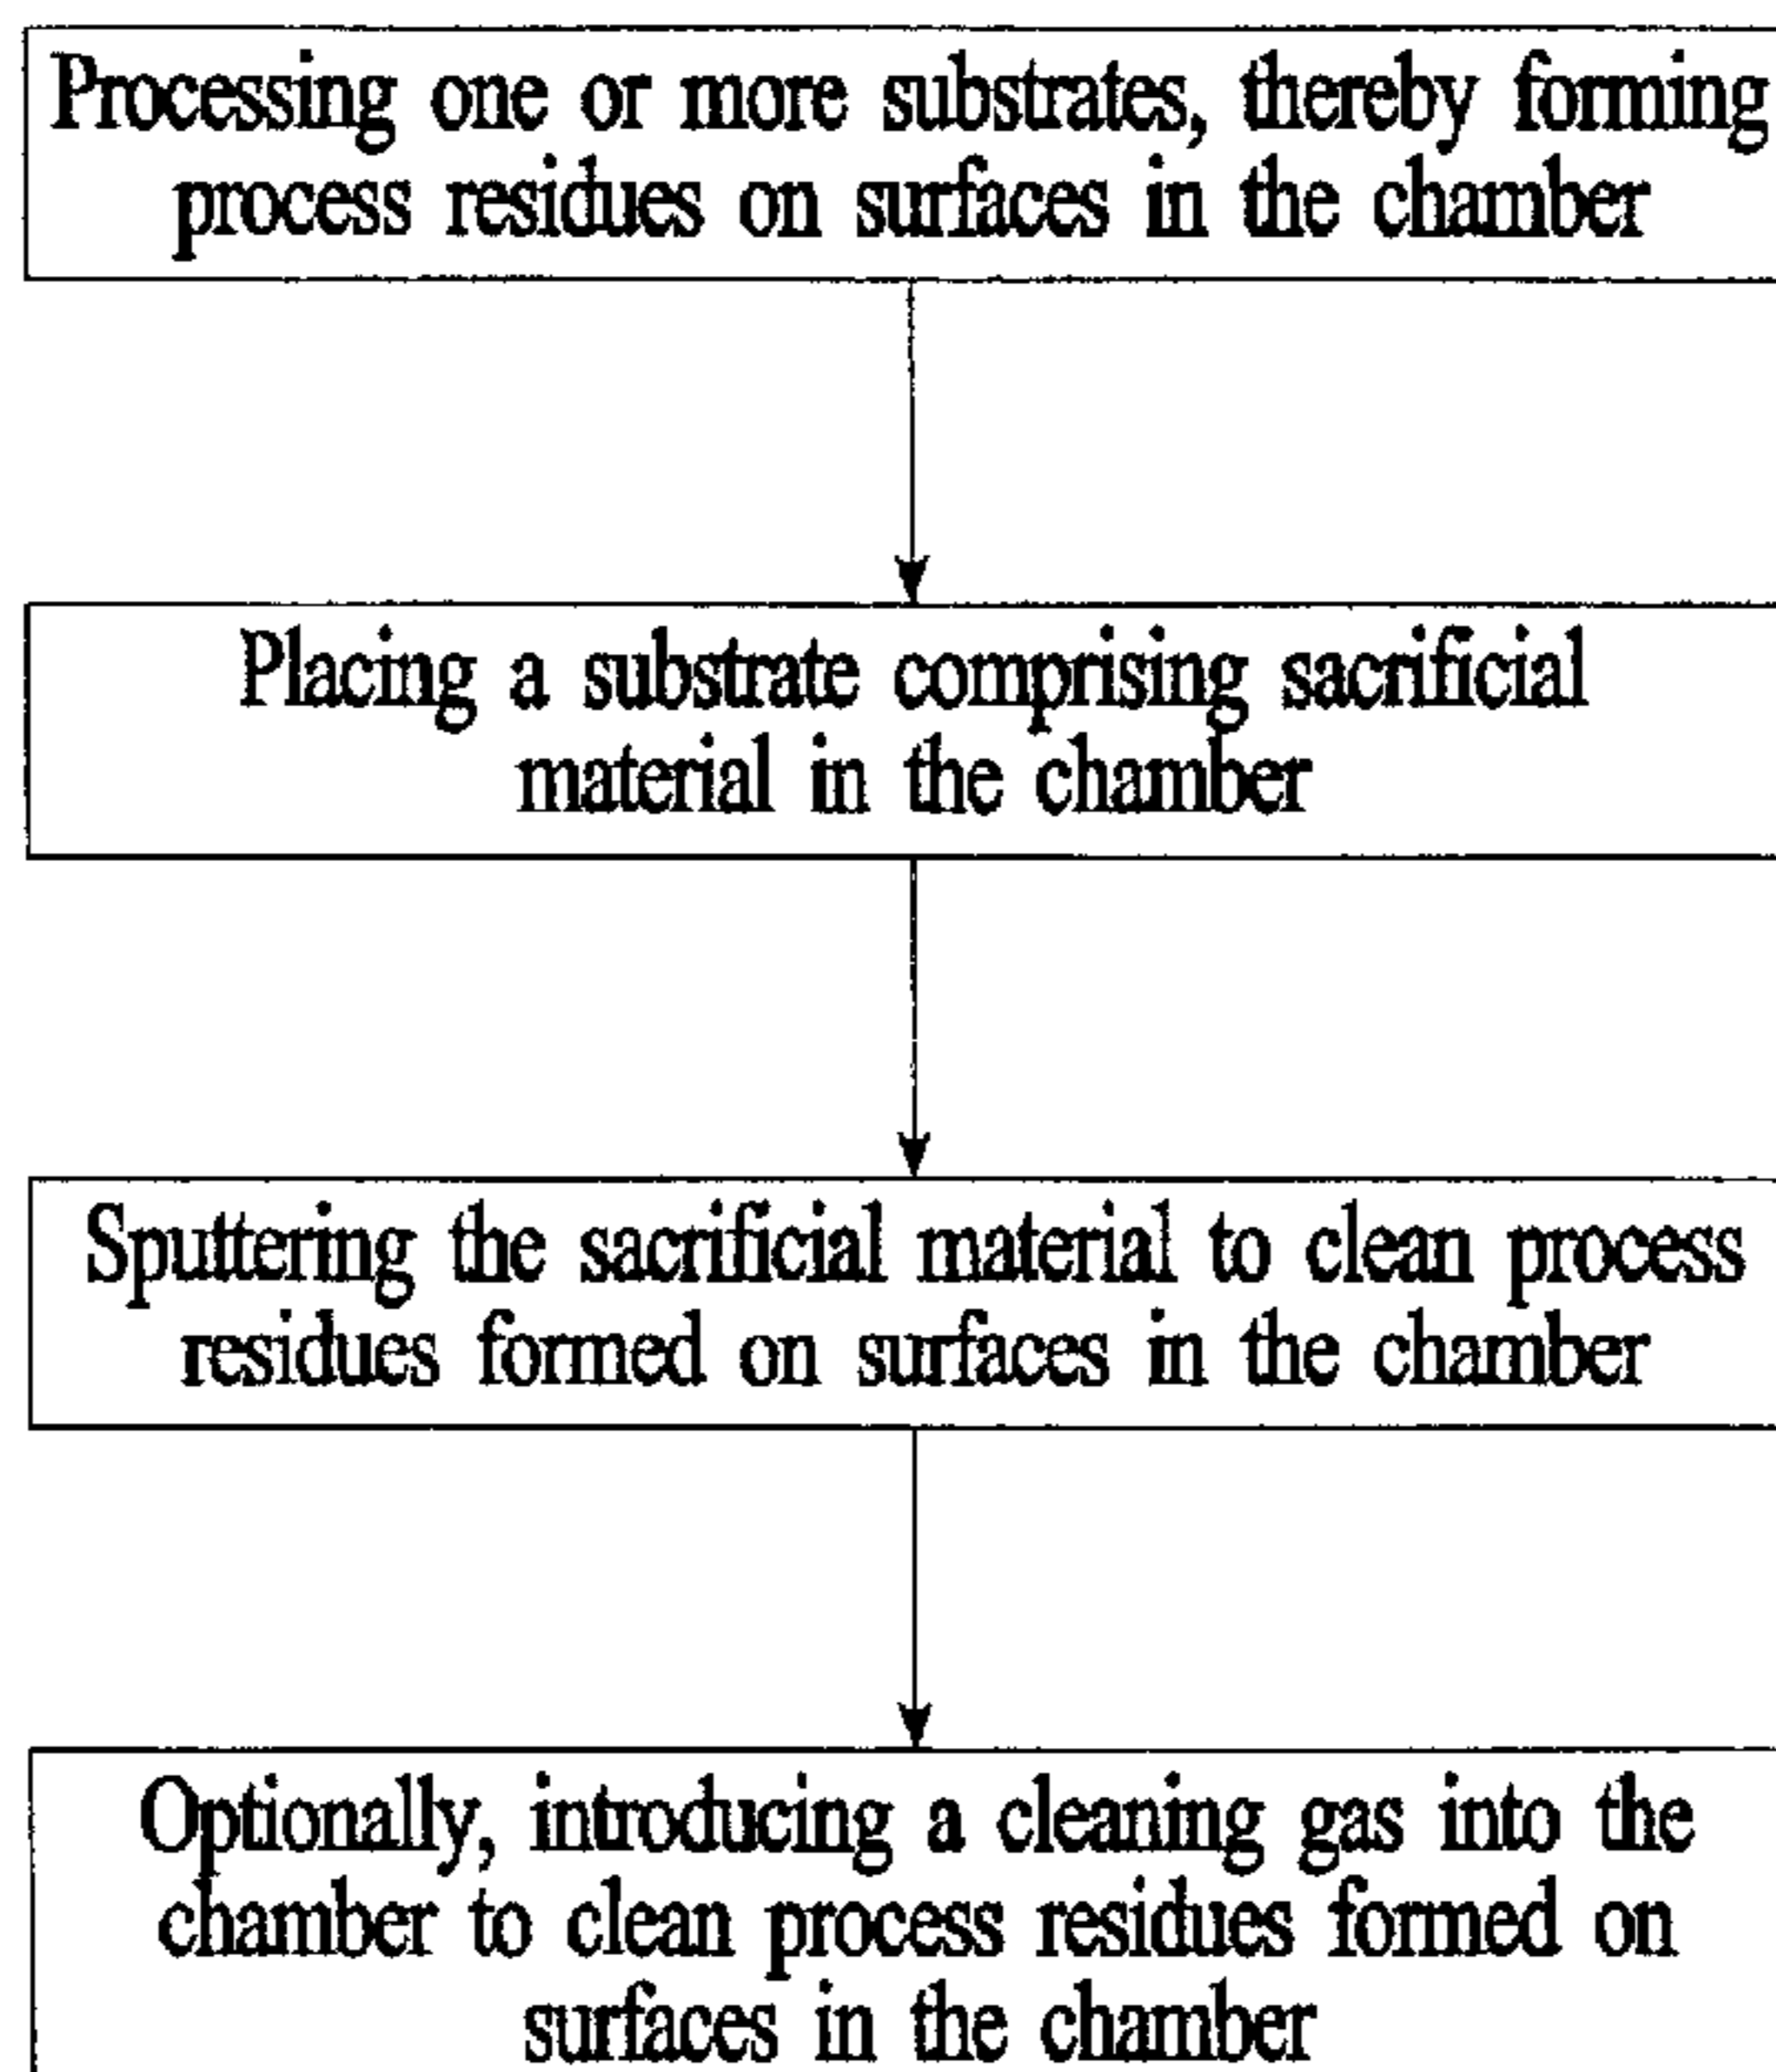 Processing one or more substrates, thereby forming
process residues on surfaces in the chamber
Placing a substrate comprising sacrificial
material in the chamber
Sputtering the sacrificial material to clean process
residues formed on surfaces in the chamber
Optionally, introducing a cleaning gas into the
chamber to clean process residues formed on
surfaces in the chamber